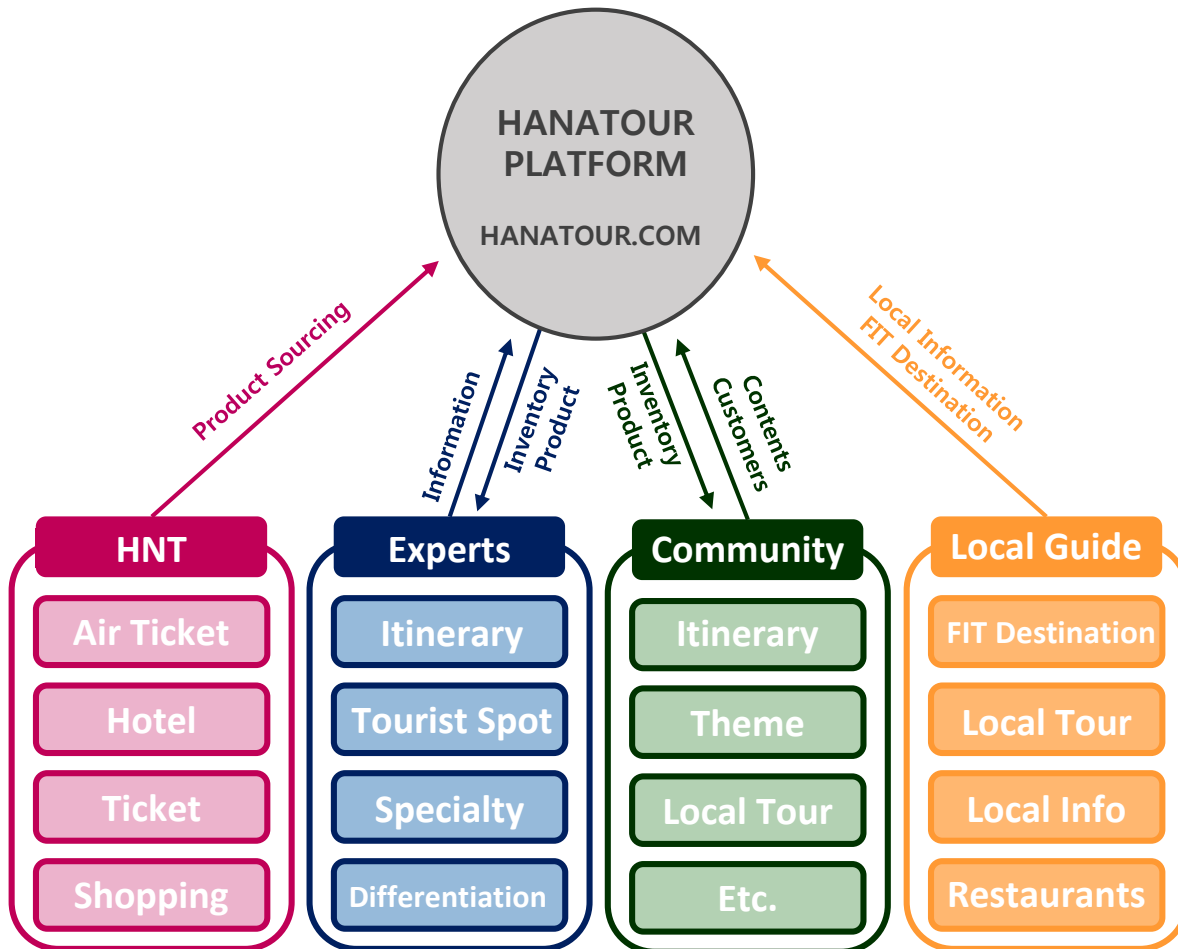 HANATOUR
PLATFORM
HANATOUR.COM
Product Sourcing
Information
Inventory
Product
Inventory
Product
Contents
Customers
Local Information
FIT Destination
HNT
Air Ticket
Hotel
Ticket
Shopping
Experts
Itinerary
Tourist Spot
Specialty
Differentiation
Community
Itinerary
Theme
Local Tour
Etc.
Local Guide
FIT Destination
Local Tour
Local Info
Restaurants